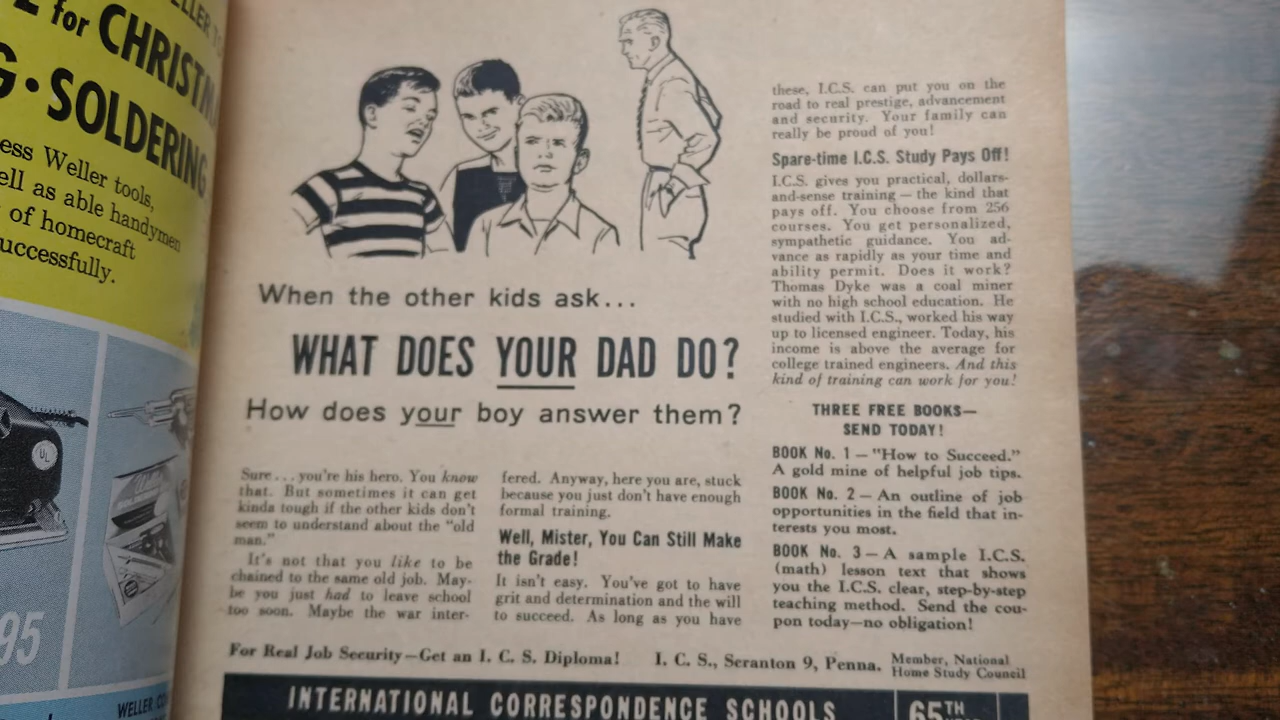 for CHRISTM
G·SOLDERING
ess Weller tools,
ell as able handymen
of homecraft
uccessfully.
UL
95
WELLER CO
When the other kids ask...
WHAT DOES YOUR DAD DO?
How does your boy answer them?
Sure...you're his hero. You know
that. But sometimes it can get
kinda tough if the other kids don't
seem to understand about the "old
man."
It's not that you like to be
chained to the same old job. May-
be you just had to leave school
too soon. Maybe the war inter-
fered. Anyway, here you are, stuck
because you just don't have enough
formal training.
Well, Mister, You Can Still Make
the Grade!
It isn't easy. You've got to have
grit and determination and the will
to succeed. As long as you have
these, I.C.S. can put you on the
road to real prestige, advancement
and security. Your family can
really be proud of you!
Spare-time I.C.S. Study Pays Off!
I.C.S. gives you practical, dollars-
and-sense training — the kind that
pays off. You choose from 256
courses. You get personalized,
sympathetic guidance. You ad-
vance as rapidly as your time and
ability permit. Does it work?
Thomas Dyke was a coal miner
with no high school education. He
studied with I.C.S., worked his way
up to licensed engineer. Today, his
income is above the average for
college trained engineers. And this
kind of training can work for you!
THREE FREE BOOKS—
SEND TODAY!
BOOK No. 1 — "How to Succeed."
A gold mine of helpful job tips.
BOOK No. 2 — An outline of job
opportunities in the field that in-
terests you most.
BOOK No. 3 — A sample I.C.S.
(math) lesson text that shows
you the I.C.S. clear, step-by-step
teaching method. Send the cou-
pon today—no obligation!
For Real Job Security—Get an I. C. S. Diploma! I. C. S., Scranton 9, Penna. Member, National
Home Study Council
INTERNATIONAL CORRESPONDENCE SCHOOLS 65TH